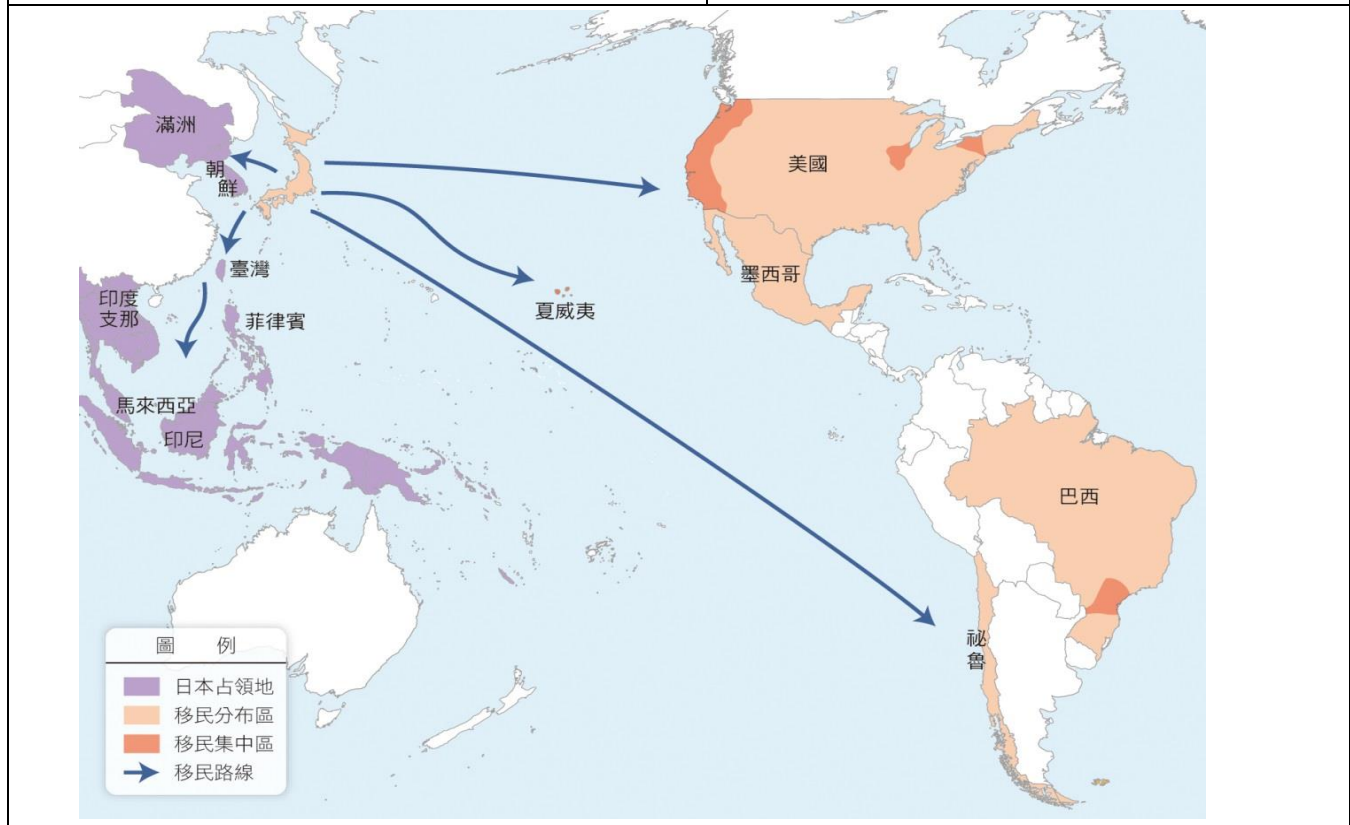 滿洲
朝
鮮
臺灣
印度
支那
菲律賓
馬來西亞
印尼
夏威夷
美國
墨西哥
巴西
祕
魯
圖 例
日本占領地
移民分布區
移民集中區
移民路線